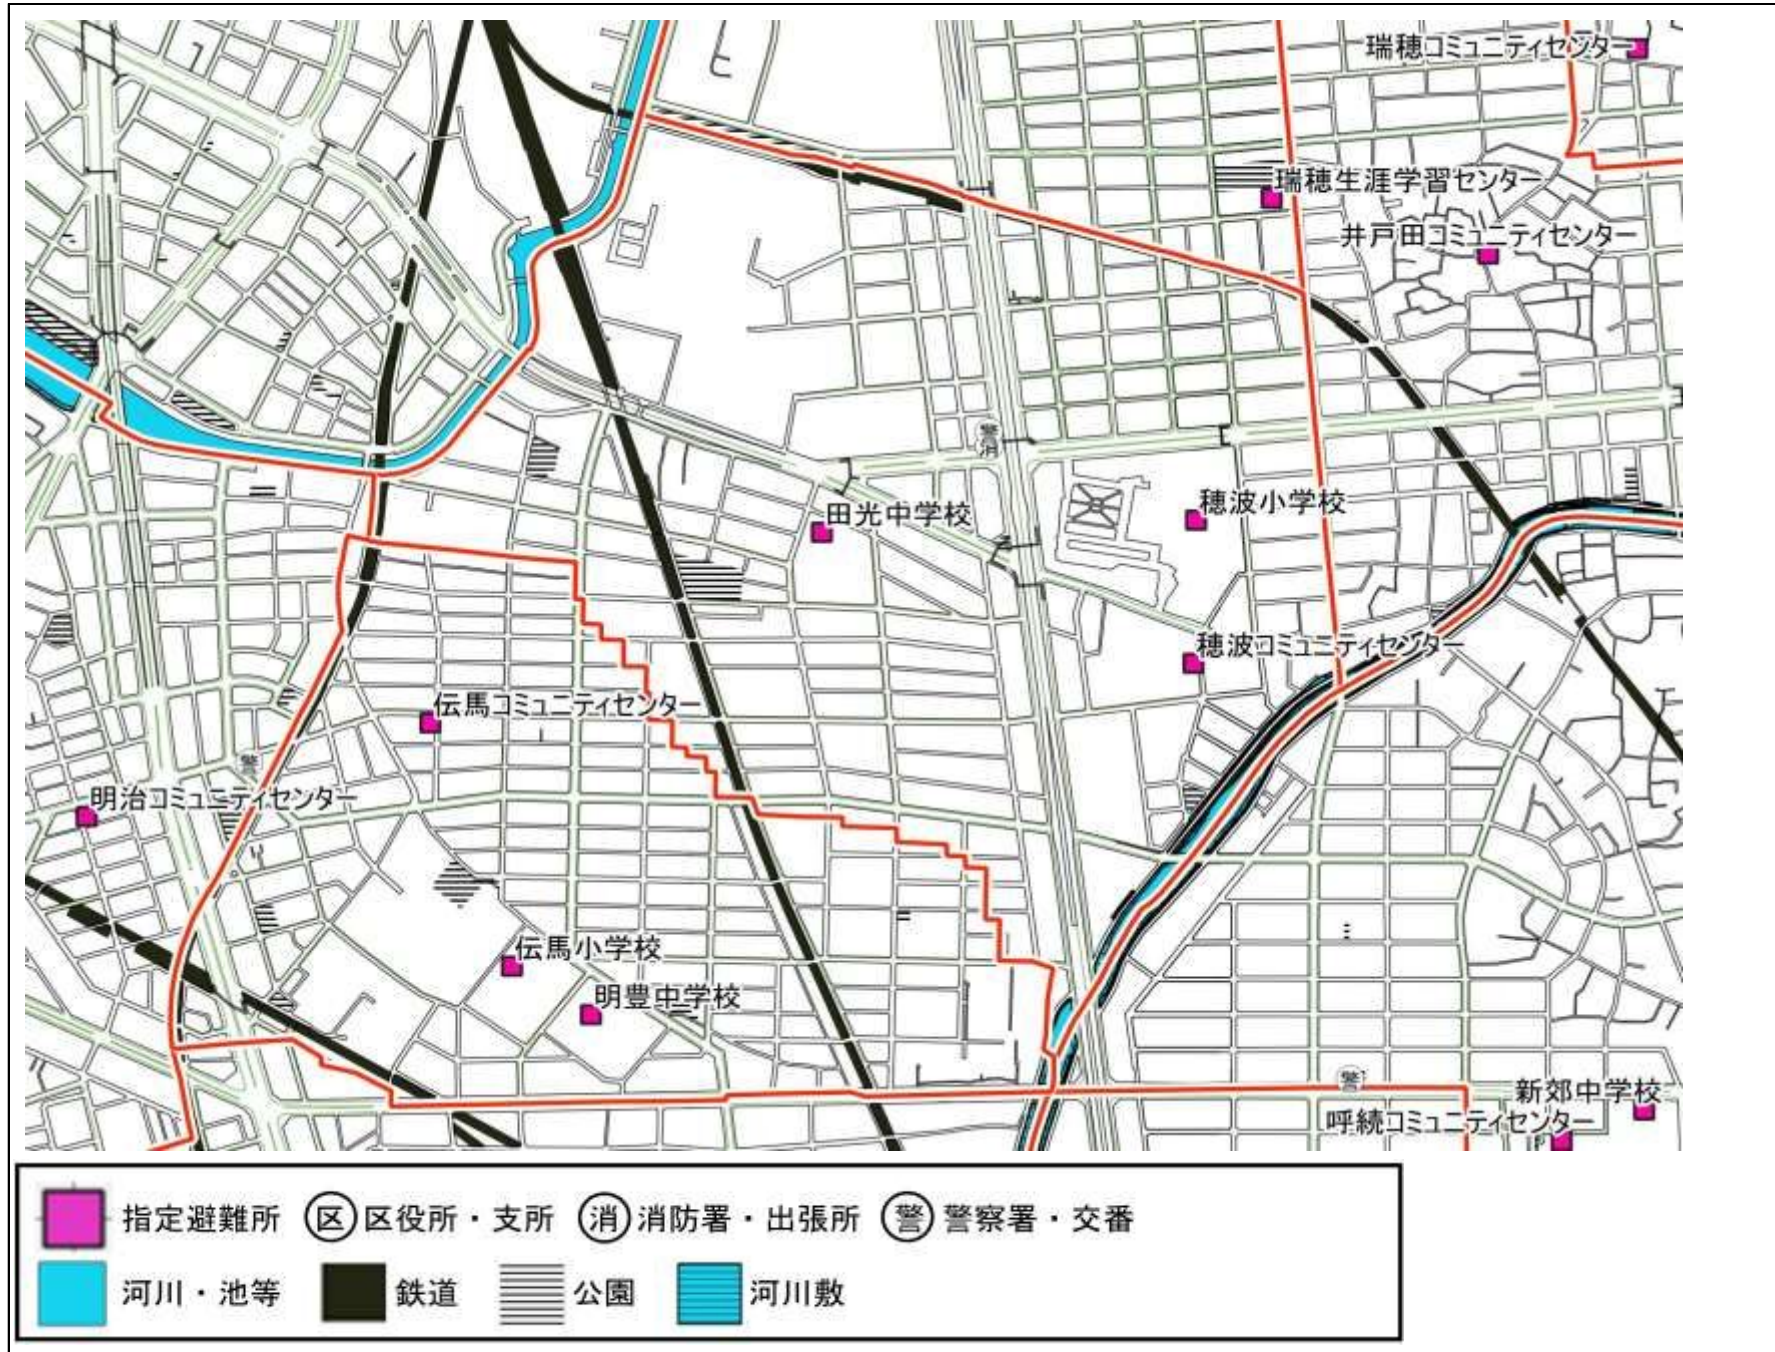 瑞穂コミュニティセンター
瑞穂生涯学習センター
井戸田コミュニティセンター
警
消
田光中学校
穂波小学校
穂波コミュニティセンター
伝馬コミュニティセンター
警
明治コミュニティセンター
伝馬小学校
明豊中学校
警
新郊中学校
呼続コミュニティセンター
指定避難所 区 区役所・支所 消 消防署・出張所 警 警察署・交番
河川・池等 鉄道 公園 河川敷